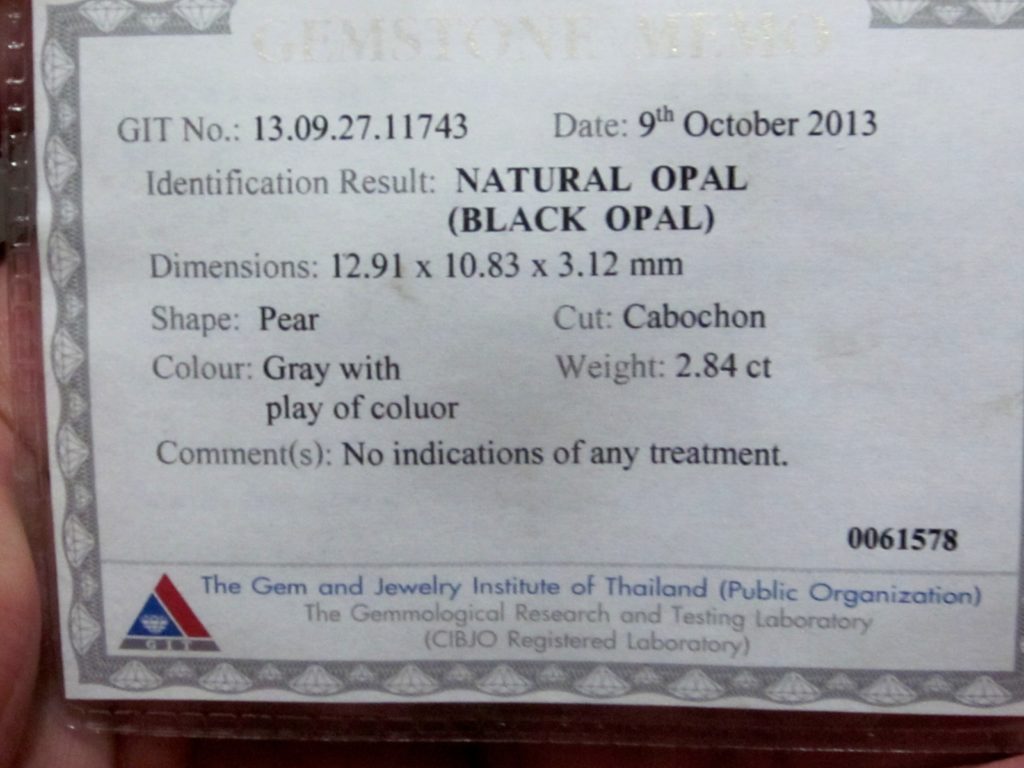 GEMSTONE MEMO
GIT No.: 13.09.27.11743 Date: 9th October 2013
Identification Result: NATURAL OPAL
(BLACK OPAL)
Dimensions: 12.91 x 10.83 x 3.12 mm
Shape: Pear Cut: Cabochon
Colour: Gray with Weight: 2.84 ct
play of coluor
Comment(s): No indications of any treatment.
0061578
The Gem and Jewelry Institute of Thailand (Public Organization)
The Gemmological Research and Testing Laboratory
(CIBJO Registered Laboratory)
GIT